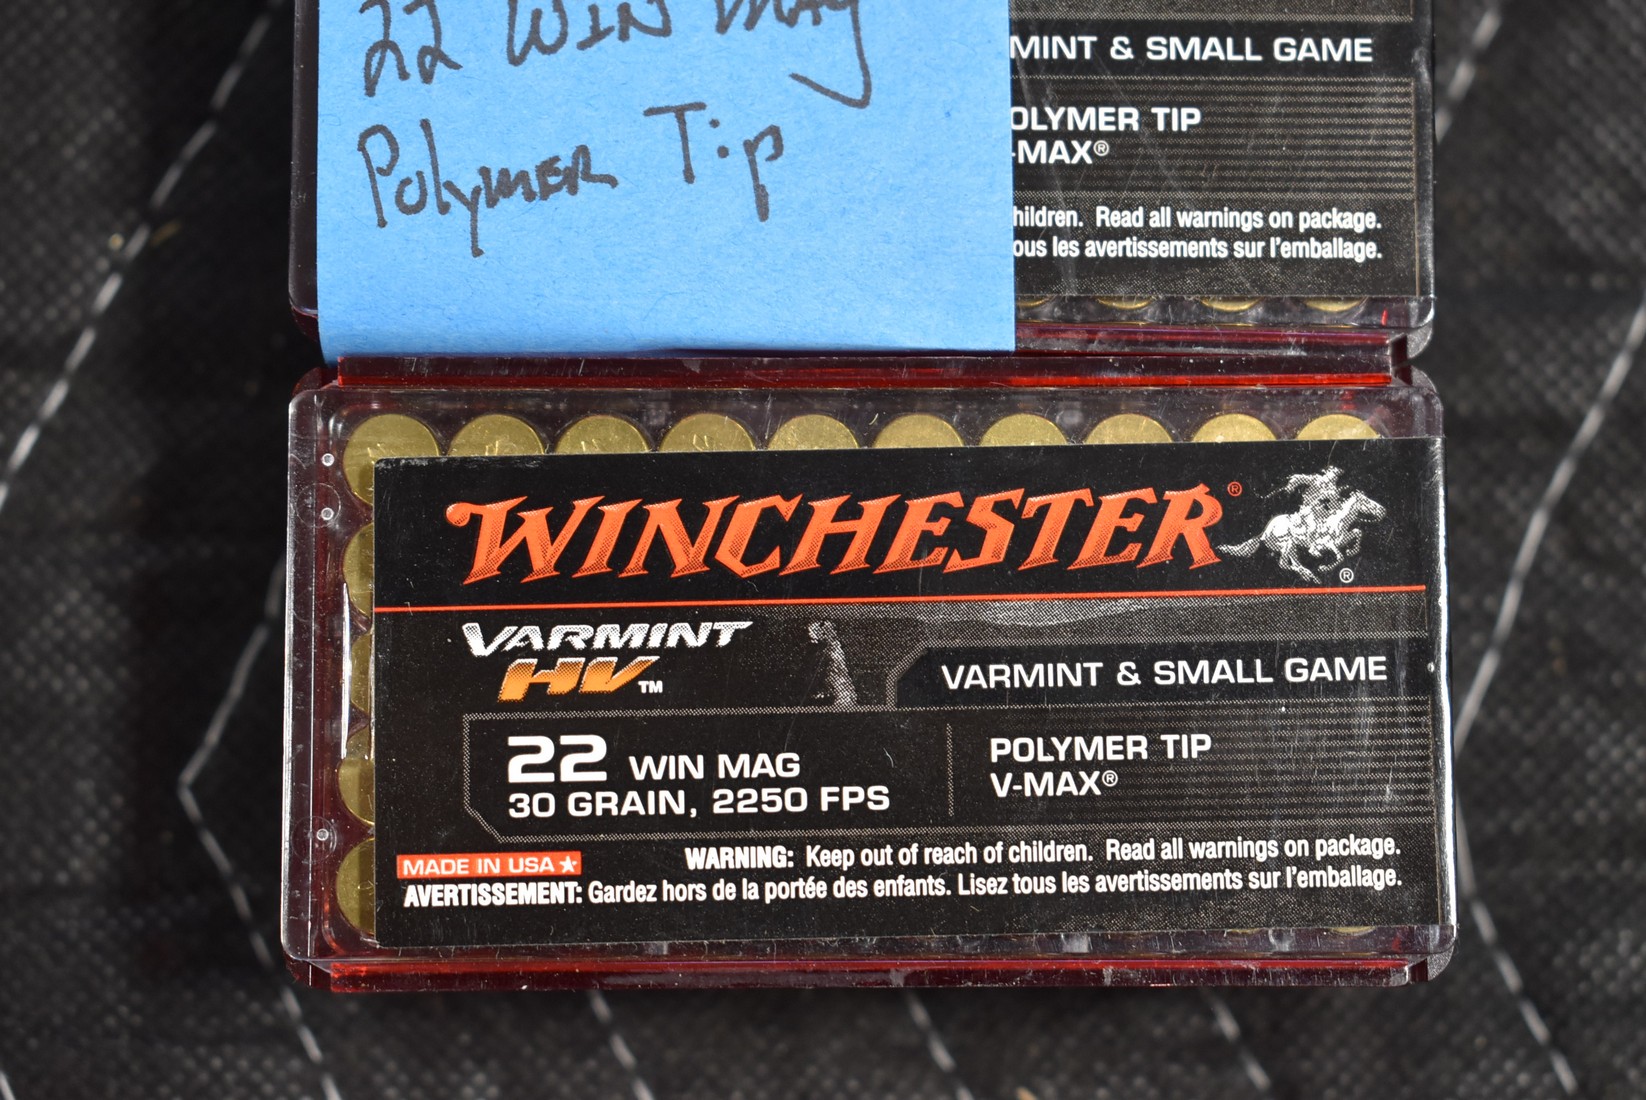 22 WIN MAG
Polymer Tip
MINT & SMALL GAME
OLYMER TIP
-MAX®
hildren. Read all warnings on package.
ous les avertissements sur l'emballage.
WINCHESTER®
®
VARMINT
HV™
VARMINT & SMALL GAME
22 WIN MAG
30 GRAIN, 2250 FPS
POLYMER TIP
V-MAX®
MADE IN USA
WARNING: Keep out of reach of children. Read all warnings on package.
AVERTISSEMENT: Gardez hors de la portée des enfants. Lisez tous les avertissements sur l'emballage.